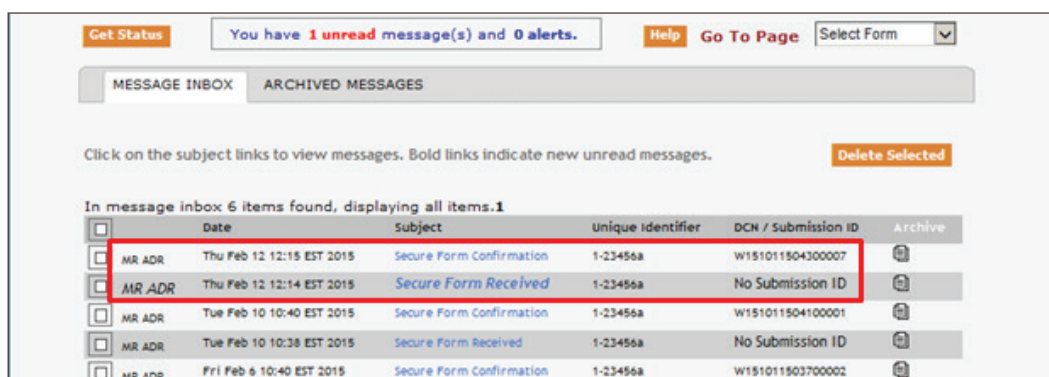 Get Status You have 1 unread message(s) and 0 alerts. Help Go To Page Select Form
MESSAGE INBOX ARCHIVED MESSAGES
Click on the subject links to view messages. Bold links indicate new unread messages. Delete Selected
In message inbox 6 items found, displaying all items.1
Date Subject Unique Identifier DCN / Submission ID Archive
MR ADR Thu Feb 12 12:15 EST 2015 Secure Form Confirmation 1-23456a W151011504300007
MR ADR Thu Feb 12 12:14 EST 2015 Secure Form Received 1-23456a No Submission ID
MR ADR Tue Feb 10 10:40 EST 2015 Secure Form Confirmation 1-23456a W151011504100001
MR ADR Tue Feb 10 10:38 EST 2015 Secure Form Received 1-23456a No Submission ID
MR ADR Fri Feb 6 10:40 EST 2015 Secure Form Confirmation 1-23456a W151011503700002